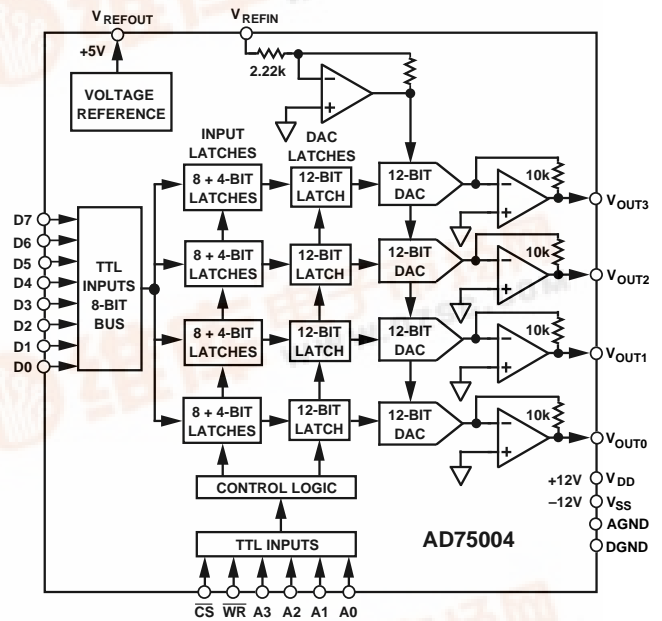 VREFOUT
VREFIN
+5V
2.22k
VOLTAGE
REFERENCE
INPUT
LATCHES
DAC
LATCHES
8 + 4-BIT
LATCHES
12-BIT
LATCH
12-BIT
DAC
10k
VOUT3
D7
D6
D5
D4
D3
D2
D1
D0
TTL
INPUTS
8-BIT
BUS
8 + 4-BIT
LATCHES
12-BIT
LATCH
12-BIT
DAC
10k
VOUT2
8 + 4-BIT
LATCHES
12-BIT
LATCH
12-BIT
DAC
10k
VOUT1
8 + 4-BIT
LATCHES
12-BIT
LATCH
12-BIT
DAC
10k
VOUT0
CONTROL LOGIC
+12V VDD
–12V VSS
AGND
DGND
TTL INPUTS
AD75004
CS WR A3 A2 A1 A0